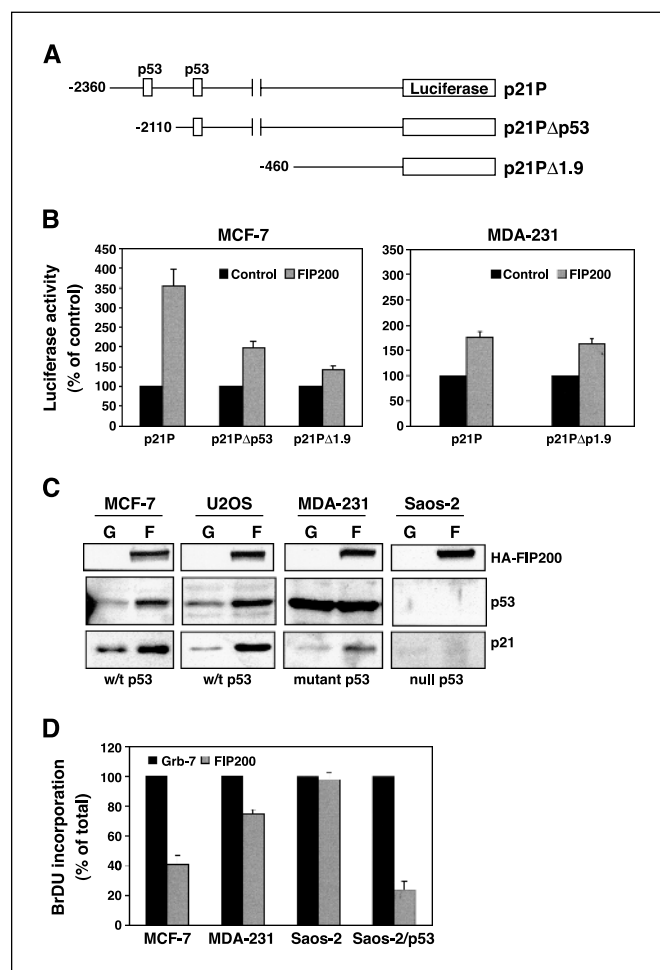 A
p53 p53
-2360 Luciferase p21P
-2110 p21PΔp53
-460 p21PΔ1.9
B
MCF-7
Luciferase activity
(% of control)
450
400
350
300
250
200
150
100
50
0
Control FIP200
p21P p21PΔp53 p21PΔ1.9
MDA-231
350
300
250
200
150
100
50
0
Control FIP200
p21P p21PΔp1.9
C
MCF-7 U2OS MDA-231 Saos-2
G F G F G F G F
HA-FIP200
p53
p21
w/t p53 w/t p53 mutant p53 null p53
D
BrDU incorporation
(% of total)
120
100
80
60
40
20
0
Grb-7 FIP200
MCF-7 MDA-231 Saos-2 Saos-2/p53